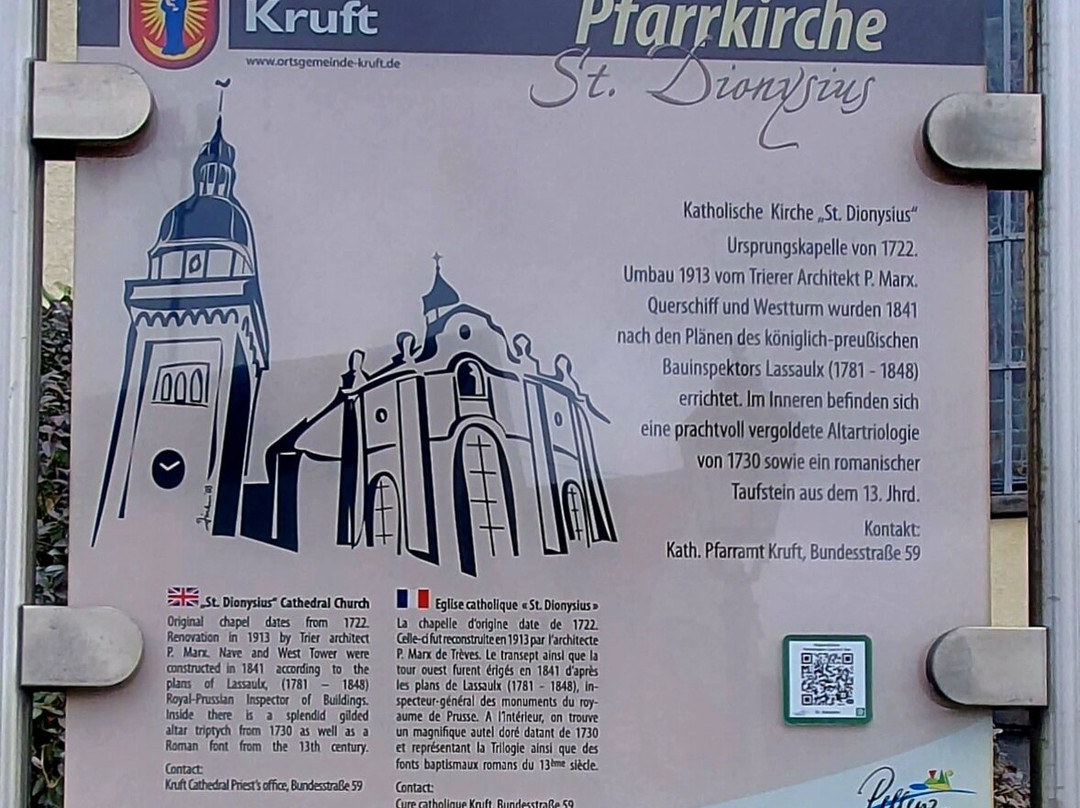 Kruft
www.ortsgemeinde-kruft.de
Pfarrkirche
St. Dionysius
Katholische Kirche „St. Dionysius“
Ursprungskapelle von 1722.
Umbau 1913 vom Trierer Architekt P. Marx.
Querschiff und Westturm wurden 1841
nach den Plänen des königlich-preußischen
Bauinspektors Lassaulx (1781 - 1848)
errichtet. Im Inneren befinden sich
eine prachtvoll vergoldete Altartriologie
von 1730 sowie ein romanischer
Taufstein aus dem 13. Jhrd.
Kontakt:
Kath. Pfarramt Kruft, Bundesstraße 59
„St. Dionysius“ Cathedral Church
Original chapel dates from 1722.
Renovation in 1913 by Trier architect
P. Marx. Nave and West Tower were
constructed in 1841 according to the
plans of Lassaulx, (1781 – 1848)
Royal-Prussian Inspector of Buildings.
Inside there is a splendid gilded
altar triptych from 1730 as well as a
Roman font from the 13th century.
Contact:
Kruft Cathedral Priest's office, Bundesstraße 59
Eglise catholique « St. Dionysius »
La chapelle d'origine date de 1722.
Celle-ci fut reconstruite en 1913 par l'architecte
P. Marx de Trèves. Le transept ainsi que la
tour ouest furent érigés en 1841 d'après
les plans de Lassaulx (1781 - 1848), in-
specteur-général des monuments du roy-
aume de Prusse. A l'intérieur, on trouve
un magnifique autel doré datant de 1730
et représentant la Trilogie ainsi que des
fonts baptismaux romans du 13ème siècle.
Contact:
Cure catholique Kruft, Bundesstraße 59